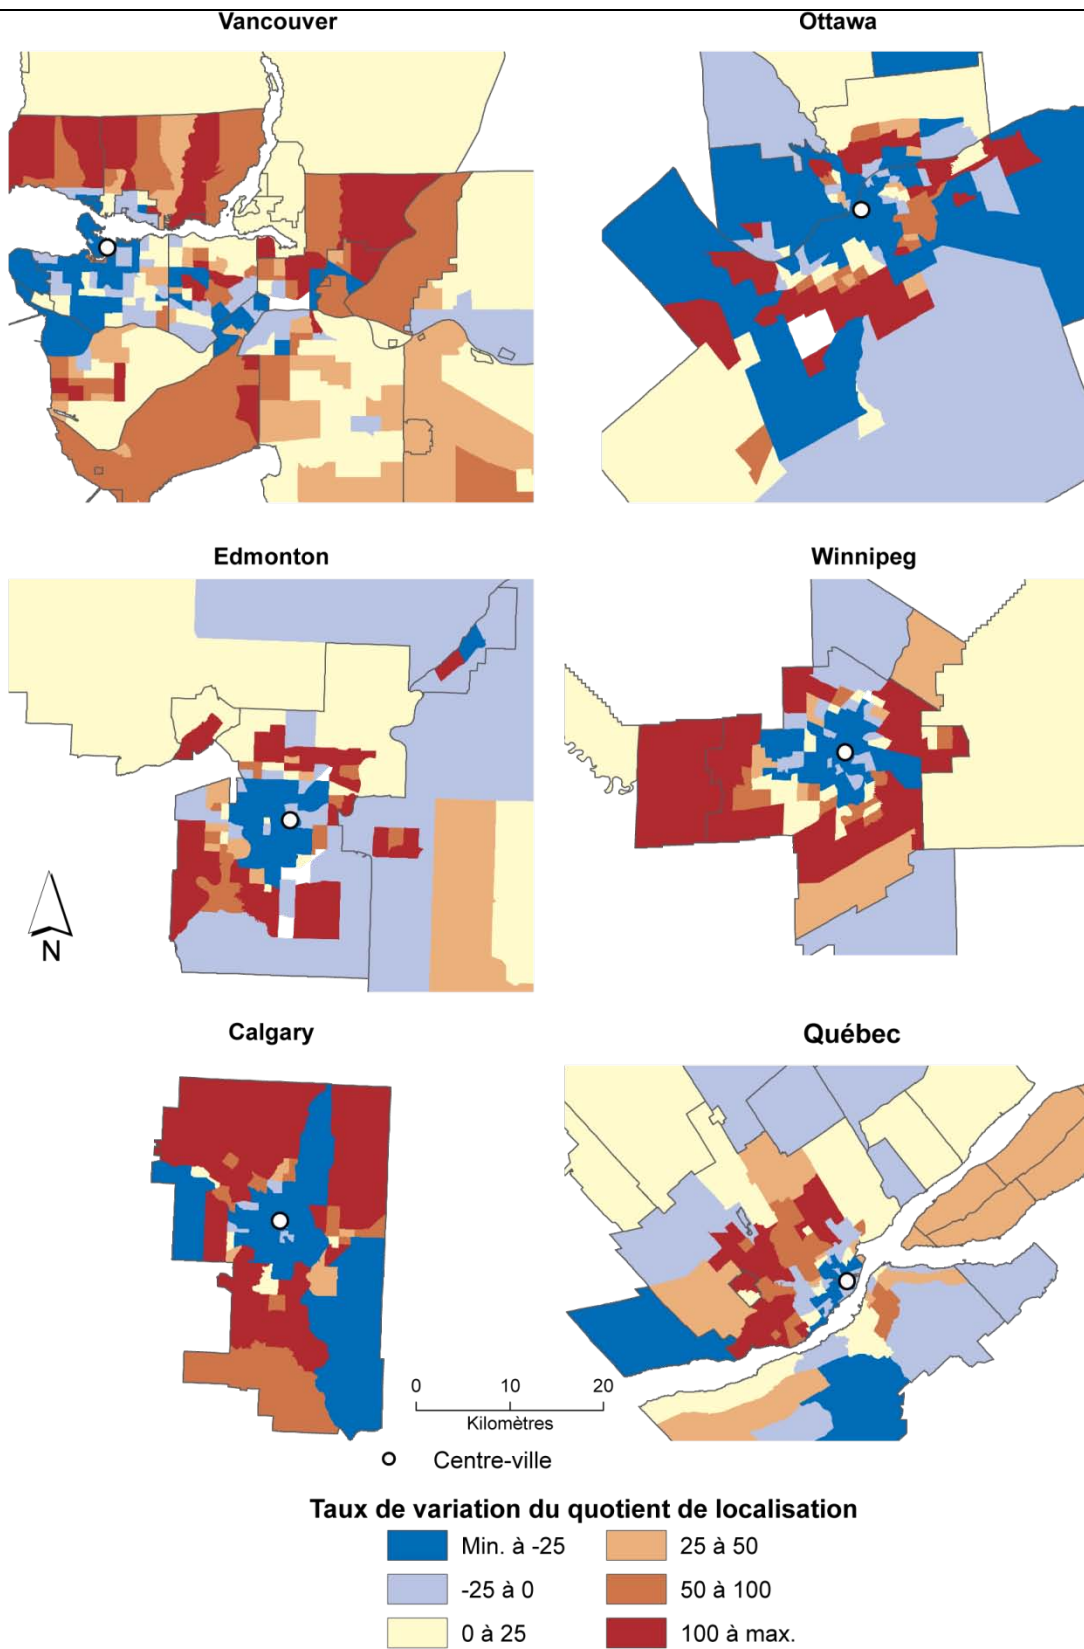 Vancouver
Ottawa
Edmonton
Winnipeg
N
Calgary
Québec
0 10 20
Kilomètres
Centre-ville
Taux de variation du quotient de localisation
Min. à -25
25 à 50
-25 à 0
50 à 100
0 à 25
100 à max.